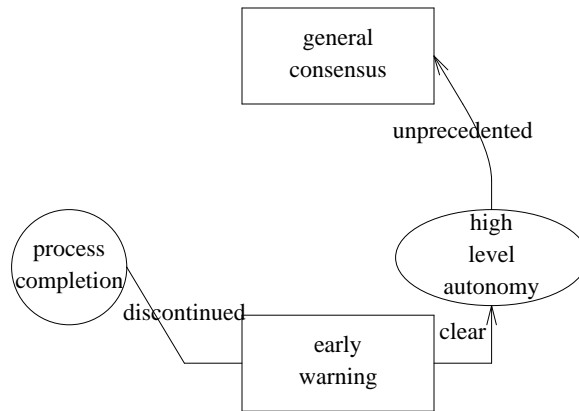 general
consensus
unprecedented
high
level
autonomy
process
completion
discontinued
early
warning
clear